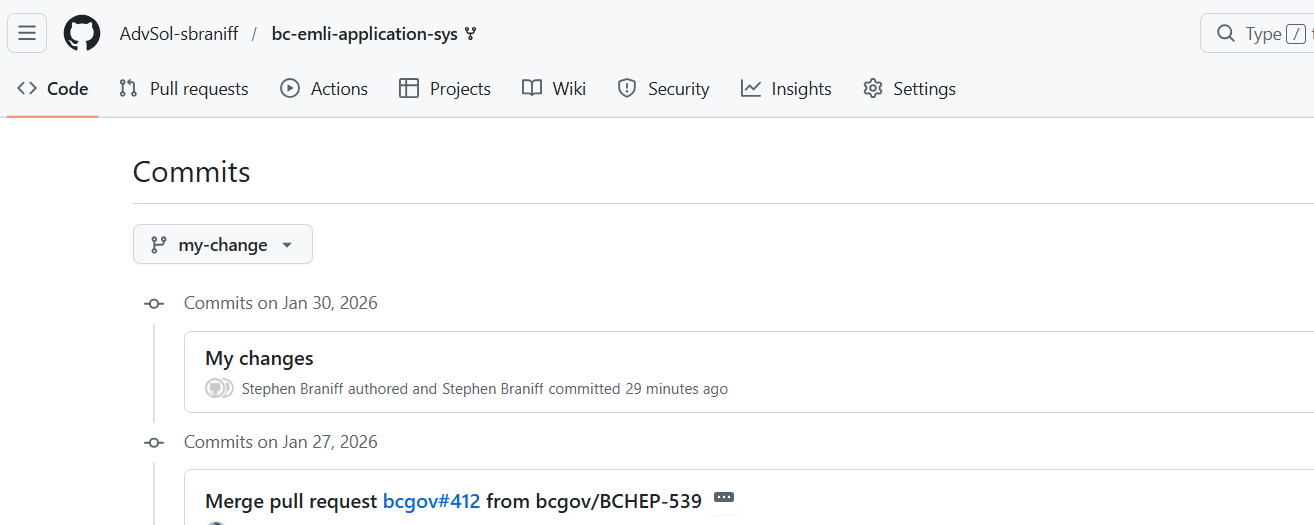 AdvSol-sbraniff / bc-emli-application-sys
Type / t
Code Pull requests Actions Projects Wiki Security Insights Settings
Commits
my-change
Commits on Jan 30, 2026
My changes
Stephen Braniff authored and Stephen Braniff committed 29 minutes ago
Commits on Jan 27, 2026
Merge pull request bcgov#412 from bcgov/BCHEP-539